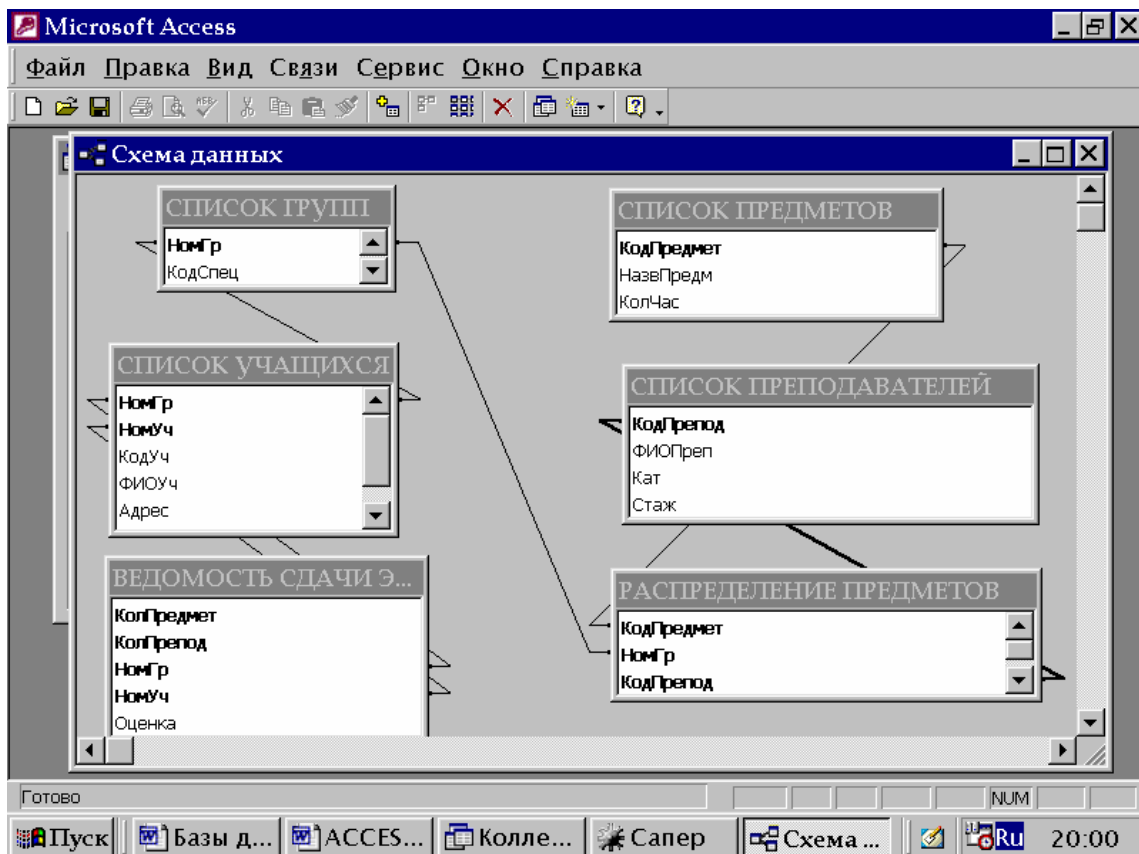 Microsoft Access
Файл Правка Вид Связи Сервис Окно Справка
Схема данных
СПИСОК ГРУПП
НомГр
КодСпец
СПИСОК ПРЕДМЕТОВ
КодПредмет
НазвПредм
КолЧас
СПИСОК УЧАЩИХСЯ
НомГр
НомУч
КодУч
ФИОУч
Адрес
СПИСОК ПРЕПОДАВАТЕЛЕЙ
КодПрепод
ФИОПреп
Кат
Стаж
ВЕДОМОСТЬ СДАЧИ Э...
КолПредмет
КолПрепод
НомГр
НомУч
Оценка
РАСПРЕДЕЛЕНИЕ ПРЕДМЕТОВ
КодПредмет
НомГр
КодПрепод
Готово
NUM
Пуск Базы д... ACCES... Колле... Сапер Схема ... Ru 20:00